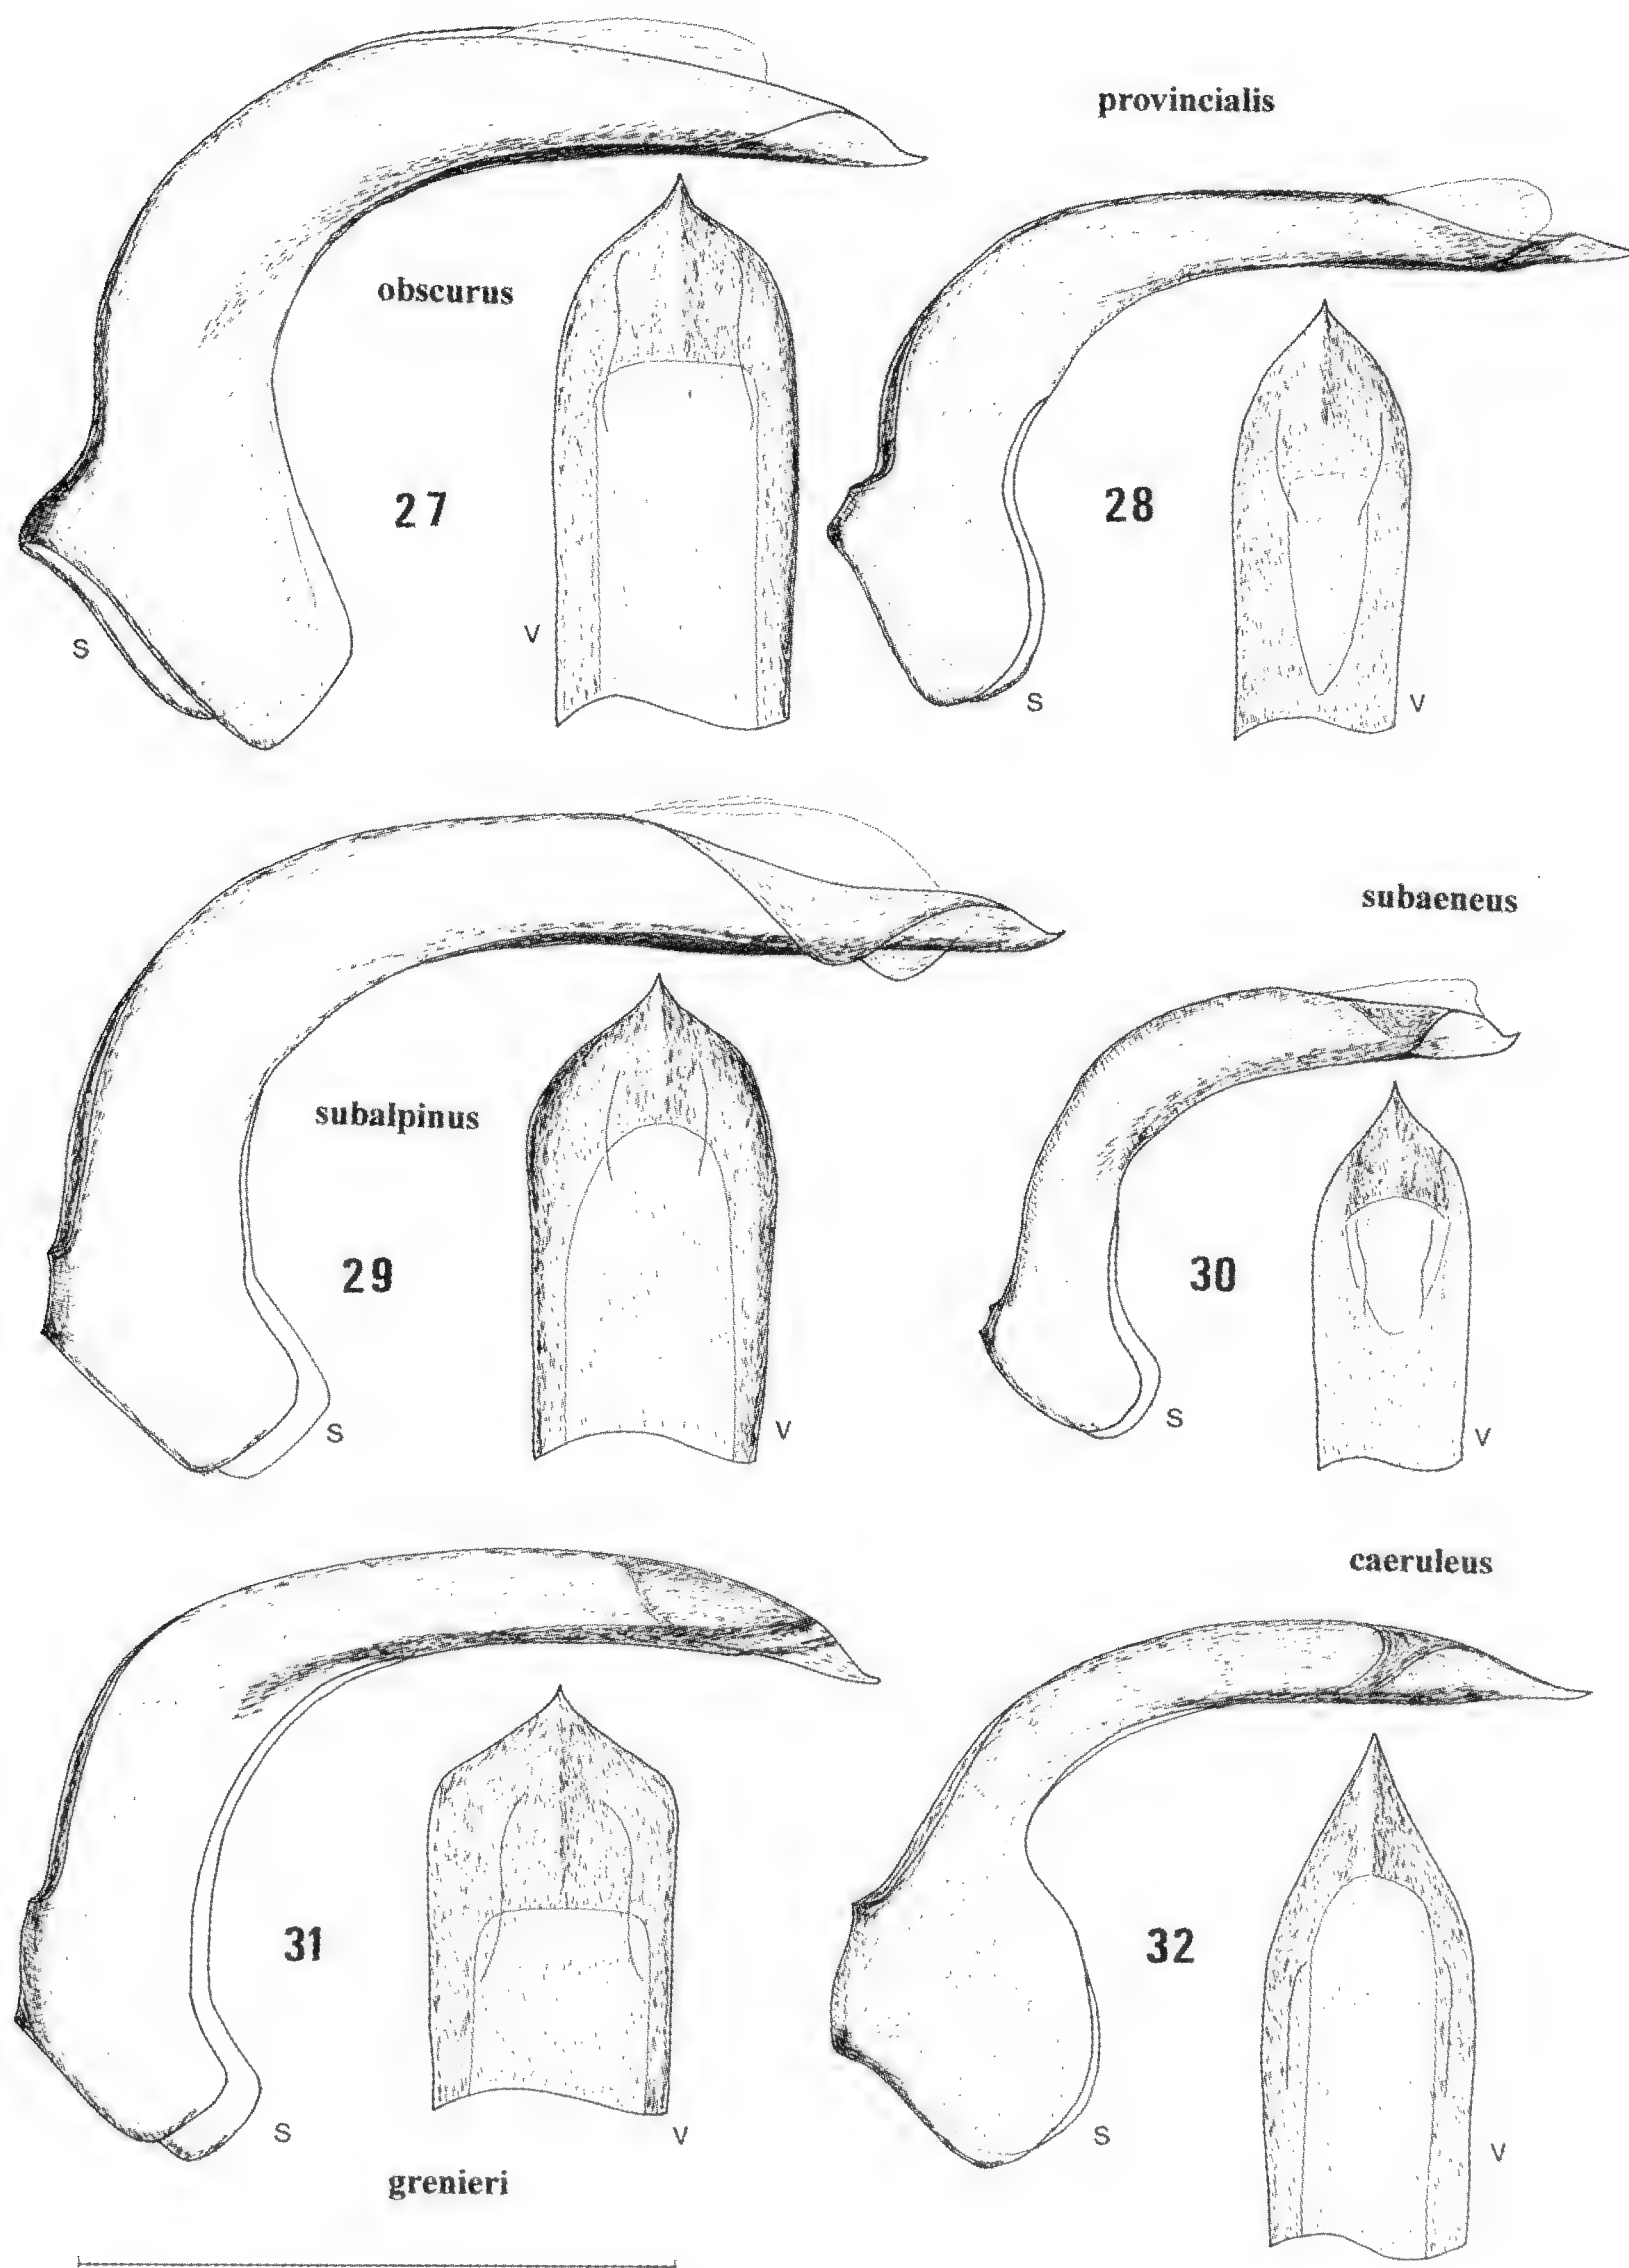 provincialis
obscurus
27
28
S
V
S
V
subaeneus
subalpinus
29
30
S
V
S
V
caeruleus
31
32
S
V
S
V
grenieri